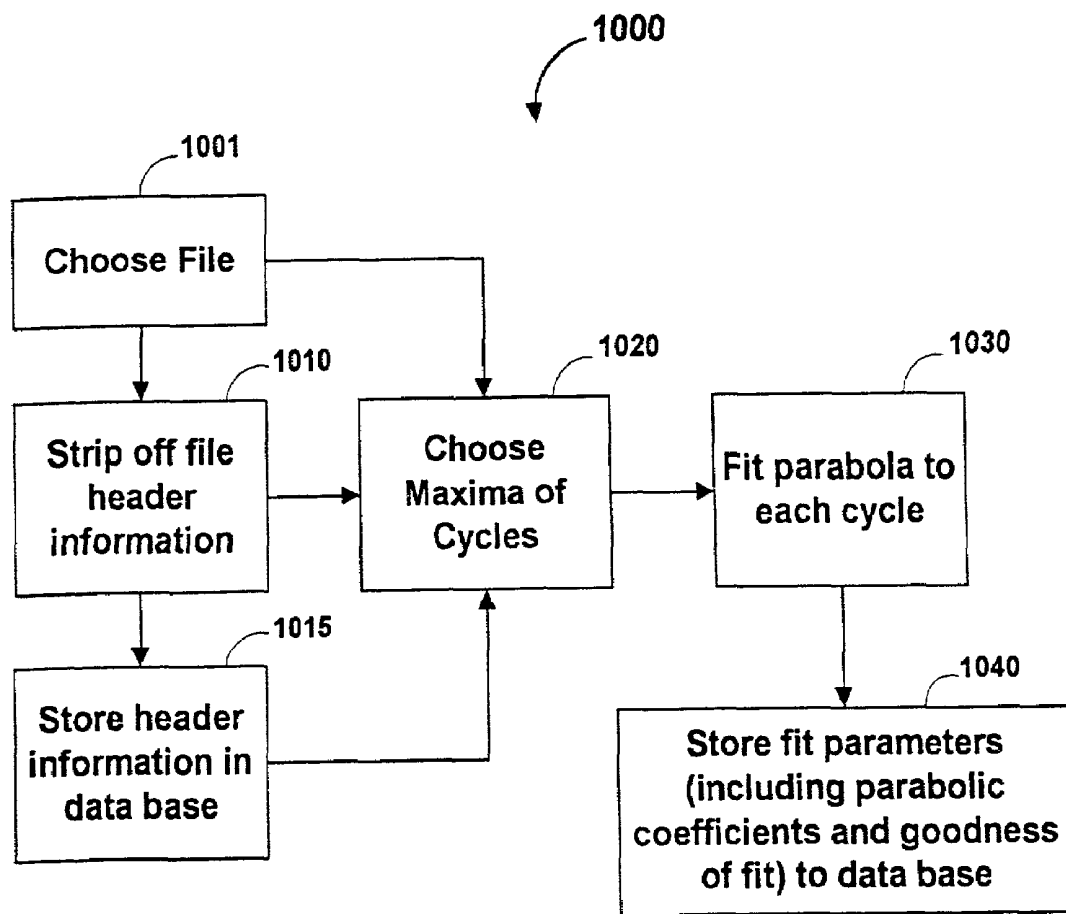 1000
1001
Choose File
1010
Strip off file
header
information
1015
Store header
information in
data base
1020
Choose
Maxima of
Cycles
1030
Fit parabola to
each cycle
1040
Store fit parameters
(including parabolic
coefficients and goodness
of fit) to data base